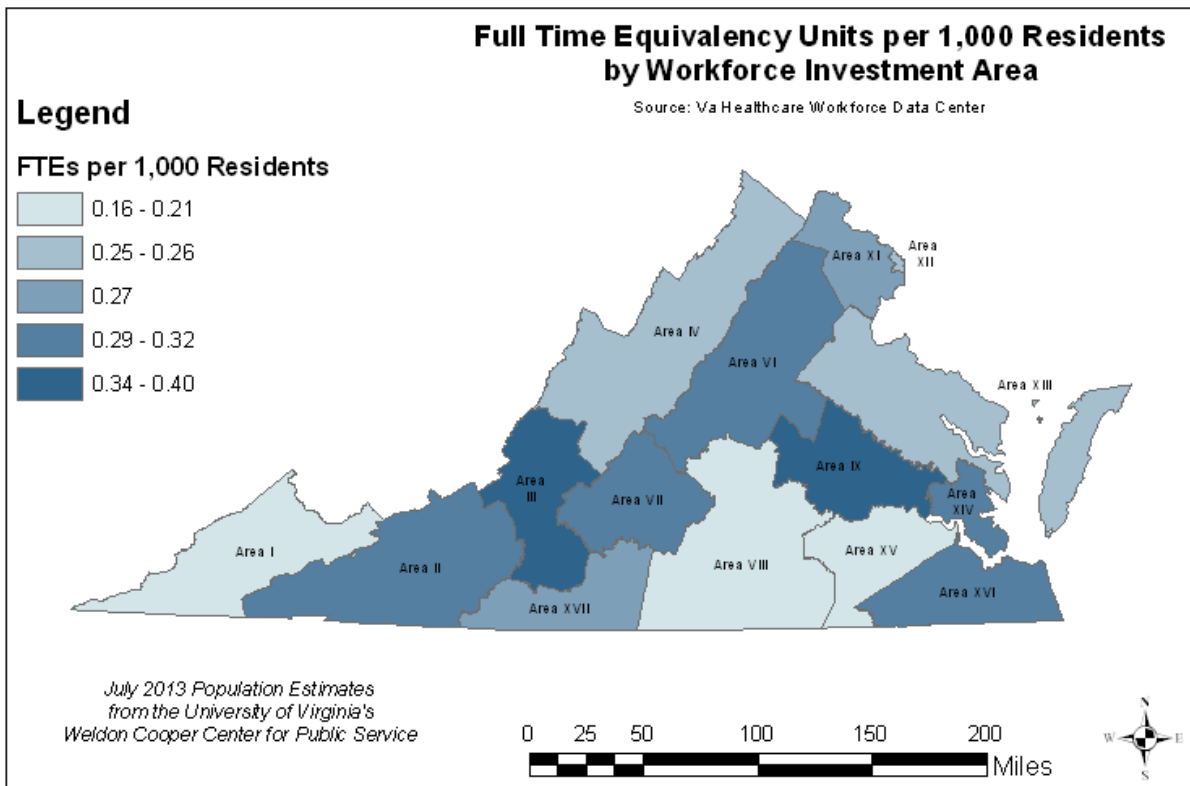 Full Time Equivalency Units per 1,000 Residents
by Workforce Investment Area
Source: Va Healthcare Workforce Data Center
Legend
FTEs per 1,000 Residents
0.16 - 0.21
0.25 - 0.26
0.27
0.29 - 0.32
0.34 - 0.40
Area XI
Area
XII
Area IV
Area VI
Area XIII
Area
III
Area IX
Area VII
Area
XIV
Area I
Area XV
Area II
Area VIII
Area XVI
Area XVII
July 2013 Population Estimates
from the University of Virginia's
Weldon Cooper Center for Public Service
0 25 50 100 150 200
Miles
N
W E
S